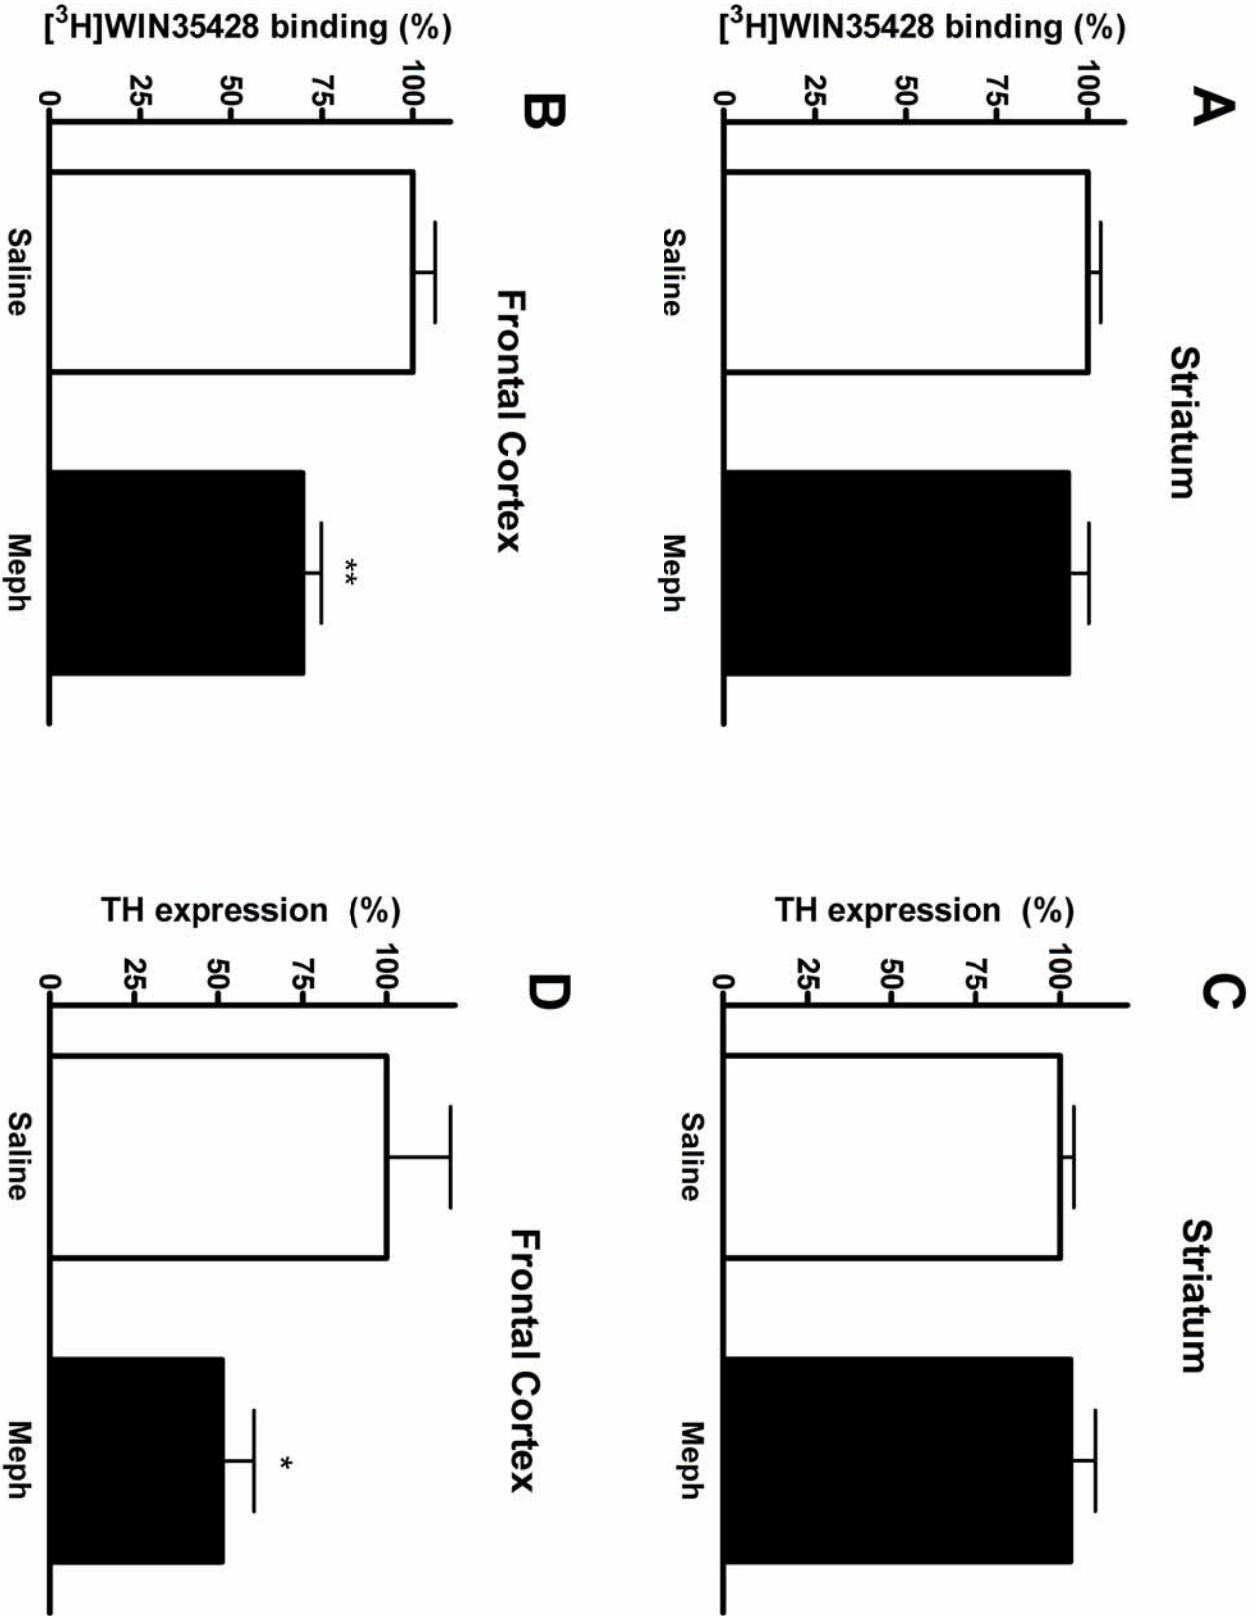 A
Striatum
[³H]WIN35428 binding (%)
100
75
50
25
0
Saline
Meph
B
Frontal Cortex
[³H]WIN35428 binding (%)
100
75
50
25
0
Saline
Meph
**
C
Striatum
TH expression (%)
100
75
50
25
0
Saline
Meph
D
Frontal Cortex
TH expression (%)
100
75
50
25
0
Saline
Meph
*